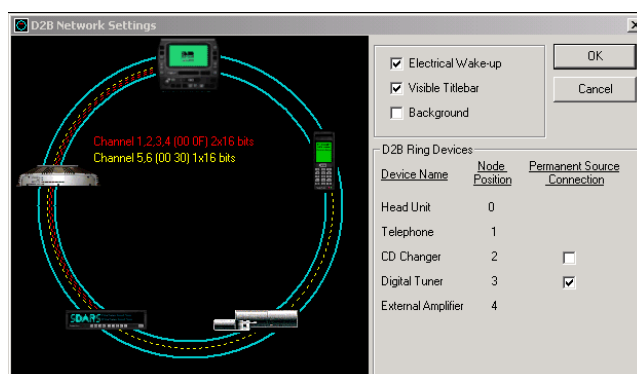 D2B Network Settings
Channel 1,2,3,4 (00 0F) 2x16 bits
Channel 5,6 (00 30) 1x16 bits
SDARS
Electrical Wake-up
Visible Titlebar
Background
OK
Cancel
D2B Ring Devices
Device Name Node Position Permanent Source Connection
Head Unit 0
Telephone 1
CD Changer 2
Digital Tuner 3
External Amplifier 4